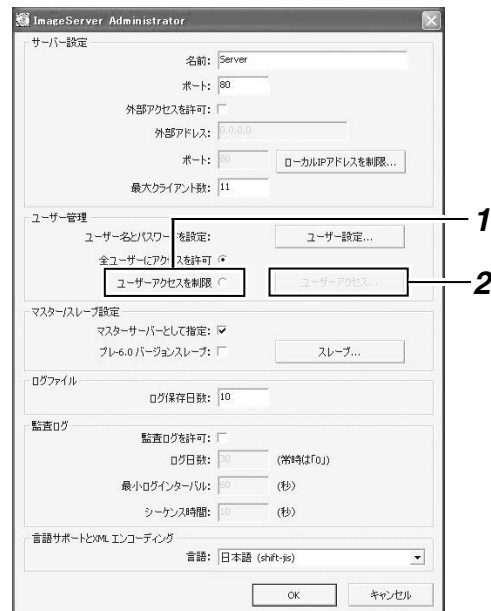 ImageServer Administrator
サーバー設定
名前: Server
ポート: 80
外部アクセスを許可:
外部アドレス: 0.0.0.0
ポート: 80 ローカルIPアドレスを制限...
最大クライアント数: 11
ユーザー管理
1
ユーザー名とパスワードを設定: ユーザー設定...
全ユーザーにアクセスを許可
ユーザーアクセスを制限 ユーザーアクセス... 2
マスター/スレーブ設定
マスターサーバーとして指定:
プレ-6.0バージョンスレーブ: スレーブ...
ログファイル
ログ保存日数: 10
監査ログ
監査ログを許可:
ログ日数: 30 (常時は「0」)
最小ログインターバル: 60 (秒)
シーケンス時間: 10 (秒)
言語サポートとXML エンコーディング
言語: 日本語 (shift-jis)
OK キャンセル